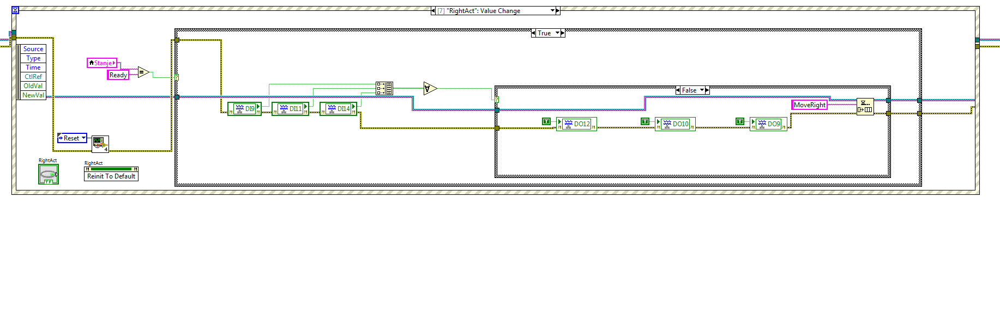 [7] "RightAct": Value Change
True
Source
Type
Time
CtlRef
OldVal
NewVal
Stanje
Ready
=
?
False
?
DI9
DI11
DI14
MoveRight
T
DO12
T
DO10
T
DO9
Reset
4
RightAct
TF
RightAct
Reinit To Default